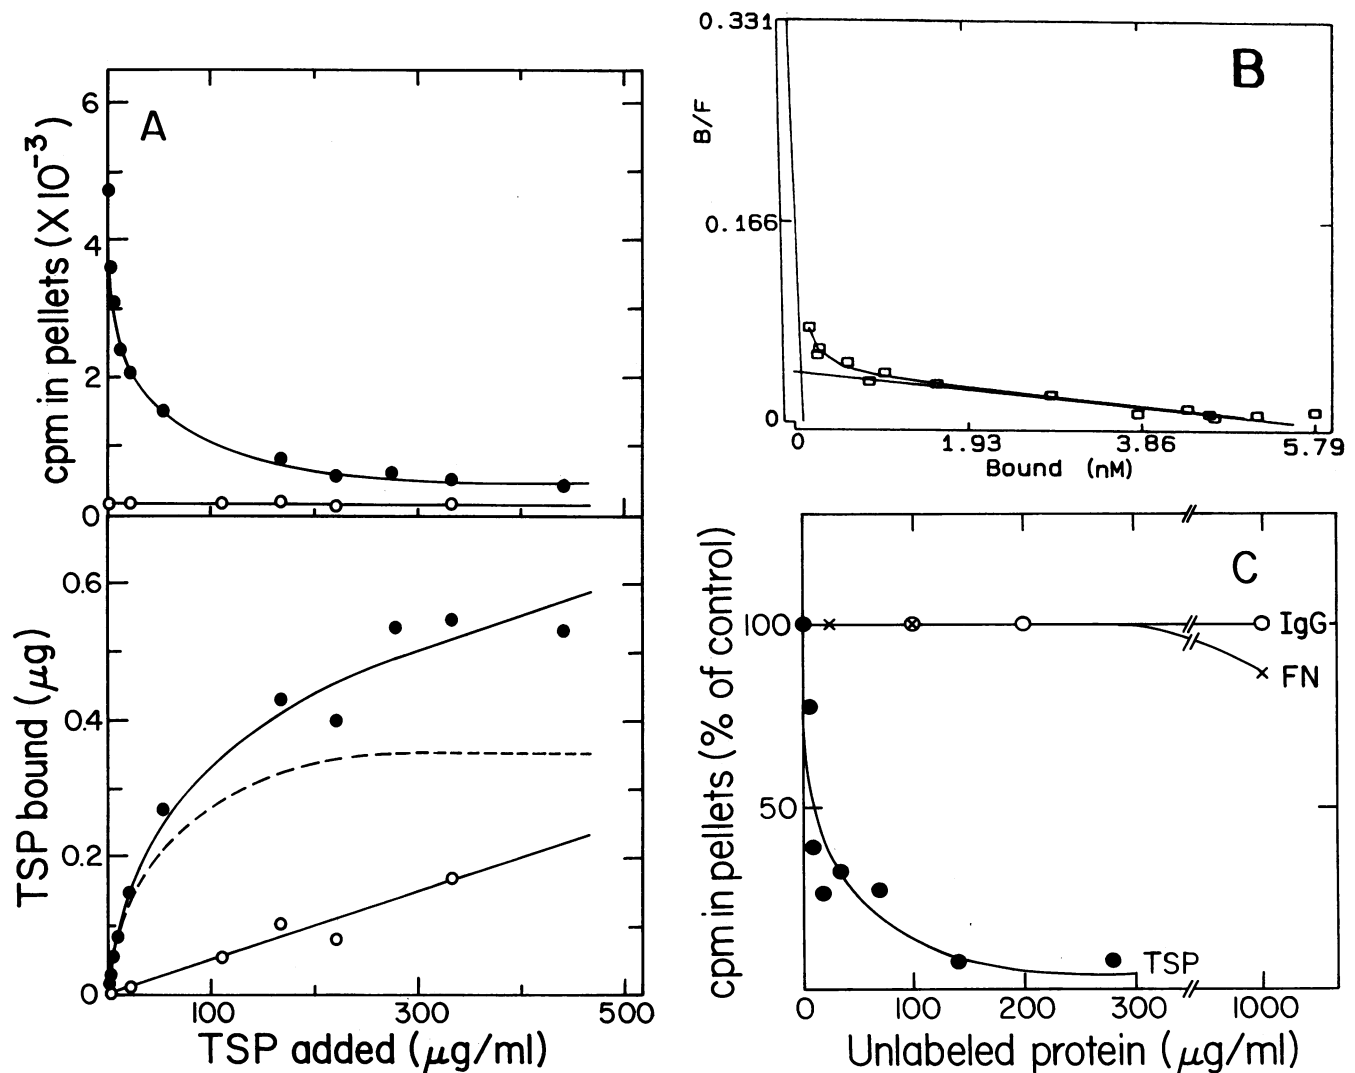 A
cpm in pellets (X 10⁻³)
6
4
2
0
TSP bound (μg)
0.6
0.4
0.2
0
100
300
500
TSP added (μg/ml)
B
B/F
0.331
0.166
0
0
1.93
3.86
5.79
Bound (nM)
C
cpm in pellets (% of control)
100
50
0
IgG
FN
TSP
0
100
200
300
1000
Unlabeled protein (μg/ml)